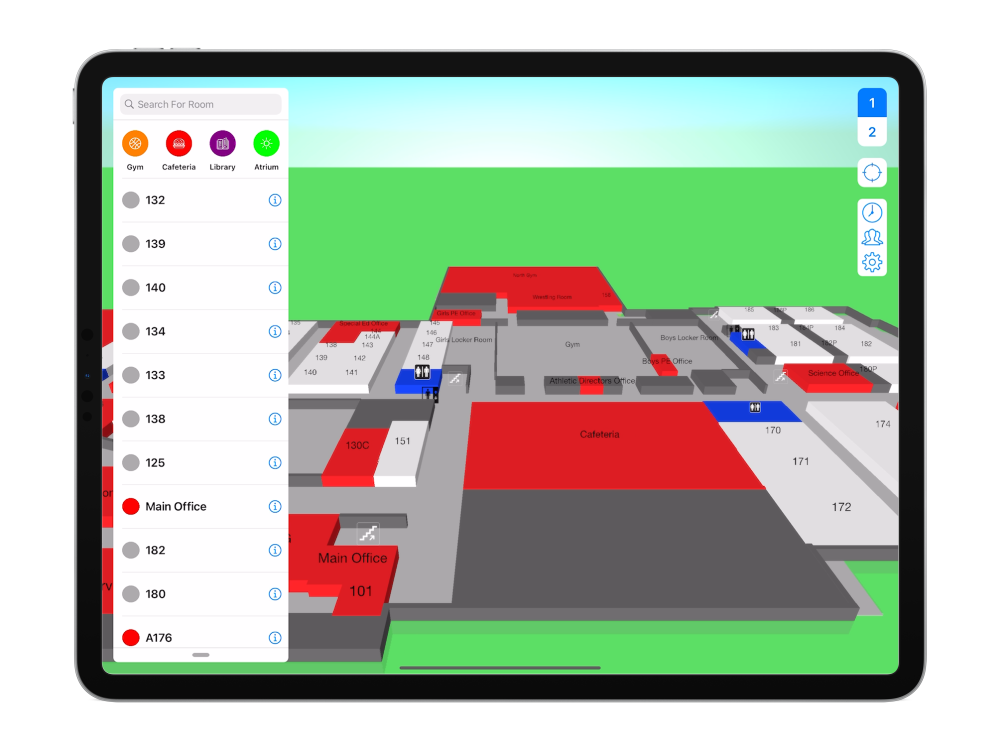 Search For Room
1
2
Gym
Cafeteria
Library
Atrium
132
139
140
134
133
138
125
Main Office
182
180
A176
Wrestling Room
Girls PE Office
Special Ed Office
145
144A
146
143
147
139
142
148
140
141
Girls Locker Room
Gym
Boys Locker Room
Boys PE Office
Athletic Directors Office
186
183
184
181
182
Science Office
180P
130C
151
Cafeteria
170
171
172
174
Main Office
101